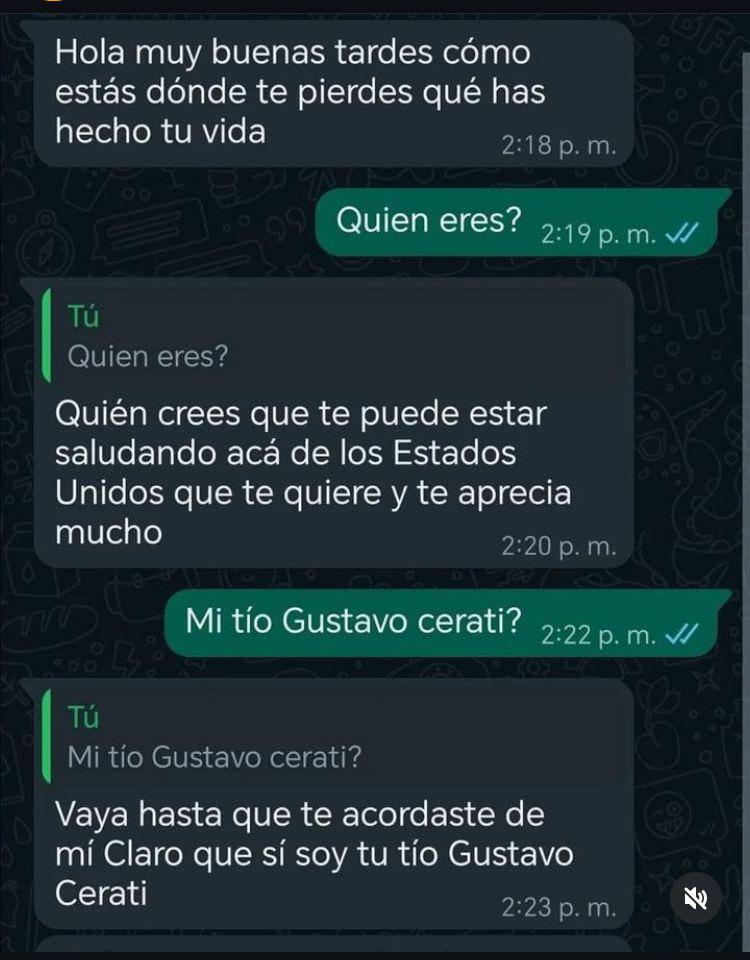 Hola muy buenas tardes cómo
estás dónde te pierdes qué has
hecho tu vida
2:18 p. m.
Quien eres? 2:19 p. m.
Tú
Quien eres?
Quién crees que te puede estar
saludando acá de los Estados
Unidos que te quiere y te aprecia
mucho
2:20 p. m.
Mi tío Gustavo cerati? 2:22 p. m.
Tú
Mi tío Gustavo cerati?
Vaya hasta que te acordaste de
mí Claro que sí soy tu tío Gustavo
Cerati
2:23 p. m.